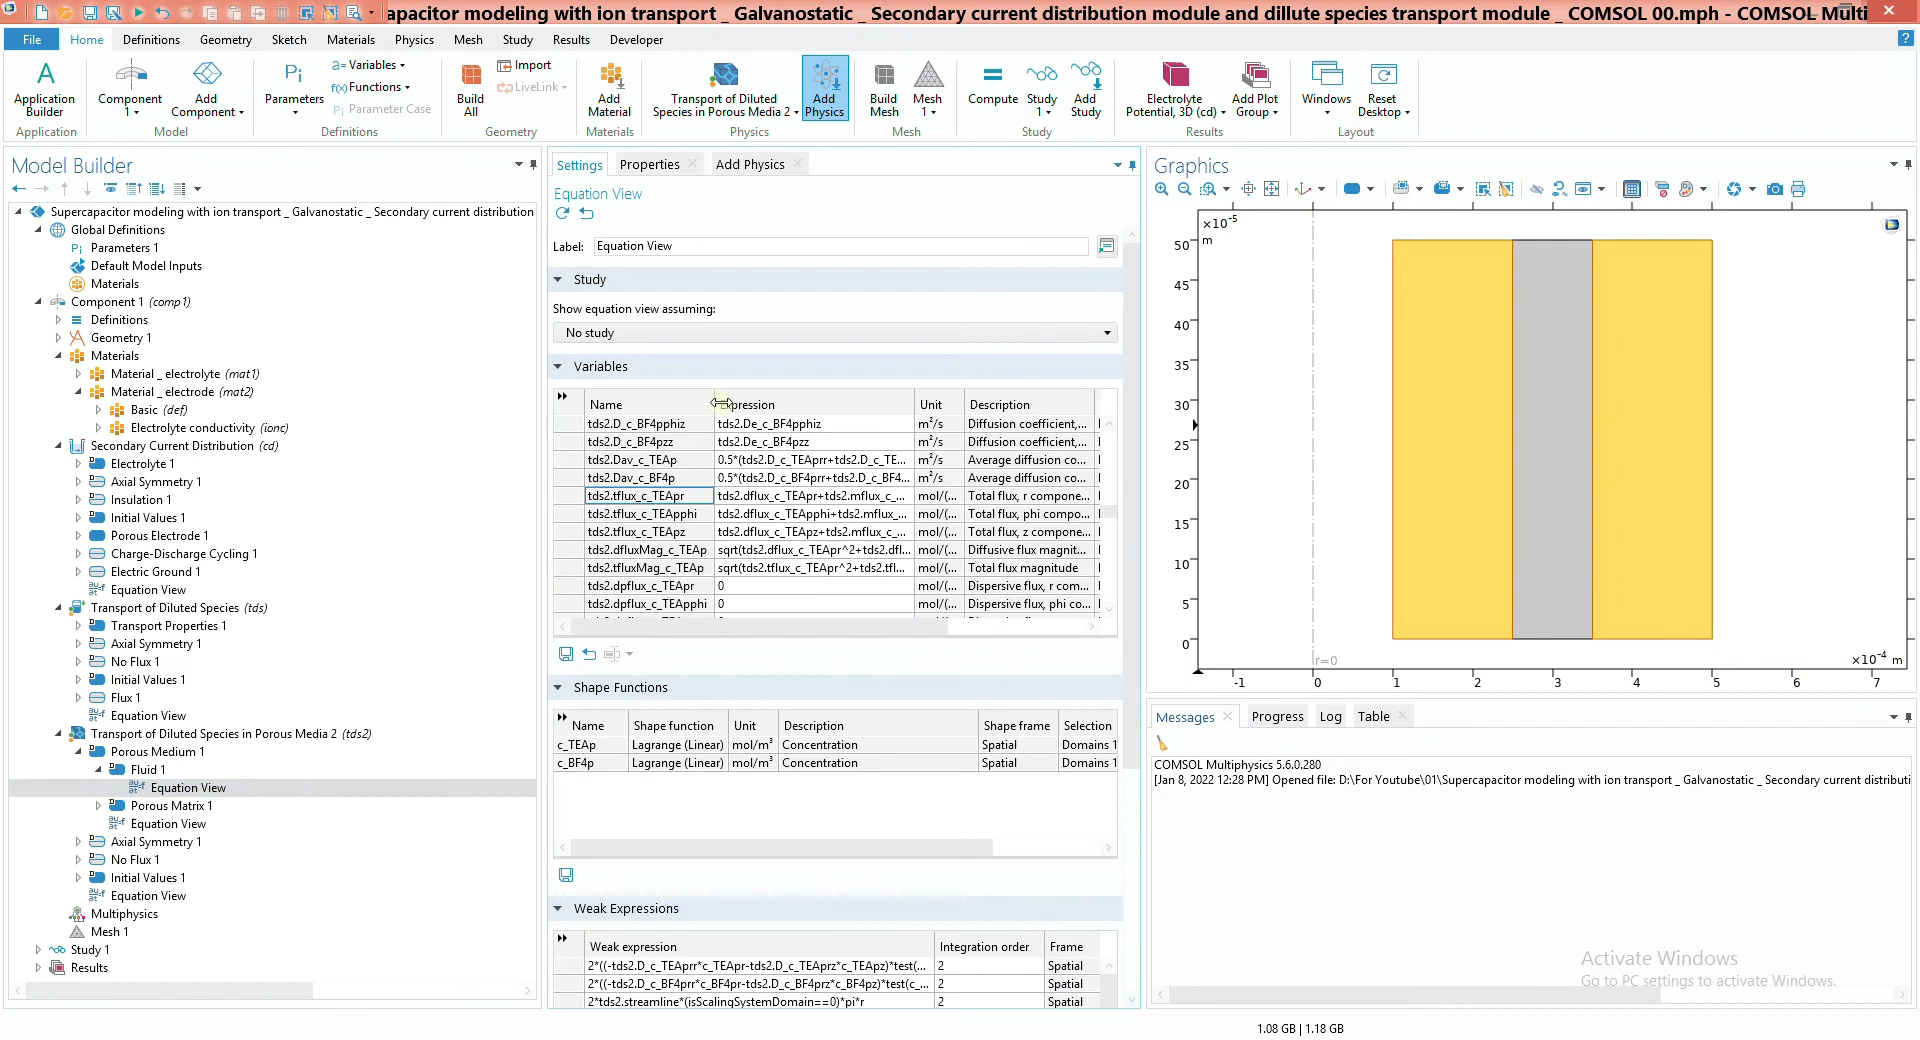 apacitor modeling with ion transport _ Galvanostatic _ Secondary current distribution module and dillute species transport module _ COMSOL 00.mph - COMSOL Multi
File Home Definitions Geometry Sketch Materials Physics Mesh Study Results Developer
Application Builder
Application
Component 1
Add Component
Model
Pi Parameters
a= Variables
f(x) Functions
Pi Parameter Case
Definitions
Build All
Import
LiveLink
Geometry
Add Material
Materials
Transport of Diluted Species in Porous Media 2
Add Physics
Physics
Build Mesh
Mesh 1
Mesh
Compute
Study 1
Add Study
Study
Electrolyte Potential, 3D (cd)
Add Plot Group
Results
Windows
Reset Desktop
Layout
Model Builder
Supercapacitor modeling with ion transport _ Galvanostatic _ Secondary current distribution
Global Definitions
Pi Parameters 1
Default Model Inputs
Materials
Component 1 (comp1)
Definitions
Geometry 1
Materials
Material _ electrolyte (mat1)
Material _ electrode (mat2)
Basic (def)
Electrolyte conductivity (ionc)
Secondary Current Distribution (cd)
Electrolyte 1
Axial Symmetry 1
Insulation 1
Initial Values 1
Porous Electrode 1
Charge-Discharge Cycling 1
Electric Ground 1
Equation View
Transport of Diluted Species (tds)
Transport Properties 1
Axial Symmetry 1
No Flux 1
Initial Values 1
Flux 1
Equation View
Transport of Diluted Species in Porous Media 2 (tds2)
Porous Medium 1
Fluid 1
Equation View
Porous Matrix 1
Equation View
Axial Symmetry 1
No Flux 1
Initial Values 1
Equation View
Multiphysics
Mesh 1
Study 1
Results
Settings Properties Add Physics
Equation View
Label: Equation View
Study
Show equation view assuming:
No study
Variables
Name Expression Unit Description
tds2.D_c_BF4pphiz tds2.De_c_BF4pphiz m²/s Diffusion coefficient,...
tds2.D_c_BF4pzz tds2.De_c_BF4pzz m²/s Diffusion coefficient,...
tds2.Dav_c_TEAp 0.5*(tds2.D_c_TEAprr+tds2.D_c_TE... m²/s Average diffusion co...
tds2.Dav_c_BF4p 0.5*(tds2.D_c_BF4prr+tds2.D_c_BF4... m²/s Average diffusion co...
tds2.tflux_c_TEApr tds2.dflux_c_TEApr+tds2.mflux_c_... mol/(... Total flux, r compone...
tds2.tflux_c_TEApphi tds2.dflux_c_TEApphi+tds2.mflux_... mol/(... Total flux, phi compo...
tds2.tflux_c_TEApz tds2.dflux_c_TEApz+tds2.mflux_c_... mol/(... Total flux, z compone...
tds2.dfluxMag_c_TEAp sqrt(tds2.dflux_c_TEApr^2+tds2.dfl... mol/(... Diffusive flux magnit...
tds2.tfluxMag_c_TEAp sqrt(tds2.tflux_c_TEApr^2+tds2.tfl... mol/(... Total flux magnitude
tds2.dpflux_c_TEApr 0 mol/(... Dispersive flux, r com...
tds2.dpflux_c_TEApphi 0 mol/(... Dispersive flux, phi co...
Shape Functions
Name Shape function Unit Description Shape frame Selection
c_TEAp Lagrange (Linear) mol/m³ Concentration Spatial Domains 1
c_BF4p Lagrange (Linear) mol/m³ Concentration Spatial Domains 1
Weak Expressions
Weak expression Integration order Frame
2*((-tds2.D_c_TEAprr*c_TEApr-tds2.D_c_TEAprz*c_TEApz)*test(... 2 Spatial
2*((-tds2.D_c_BF4prr*c_BF4pr-tds2.D_c_BF4prz*c_BF4pz)*test(c_... 2 Spatial
2*tds2.streamline*(isScalingSystemDomain==0)*pi*r 2 Spatial
Graphics
×10⁻⁵
m
50
45
40
35
30
25
20
15
10
5
0
r=0
×10⁻⁴ m
-1 0 1 2 3 4 5 6 7
Messages Progress Log Table
COMSOL Multiphysics 5.6.0.280
[Jan 8, 2022 12:28 PM] Opened file: D:\For Youtube\01\Supercapacitor modeling with ion transport _ Galvanostatic _ Secondary current distributi
Activate Windows
Go to PC settings to activate Windows.
1.08 GB | 1.18 GB